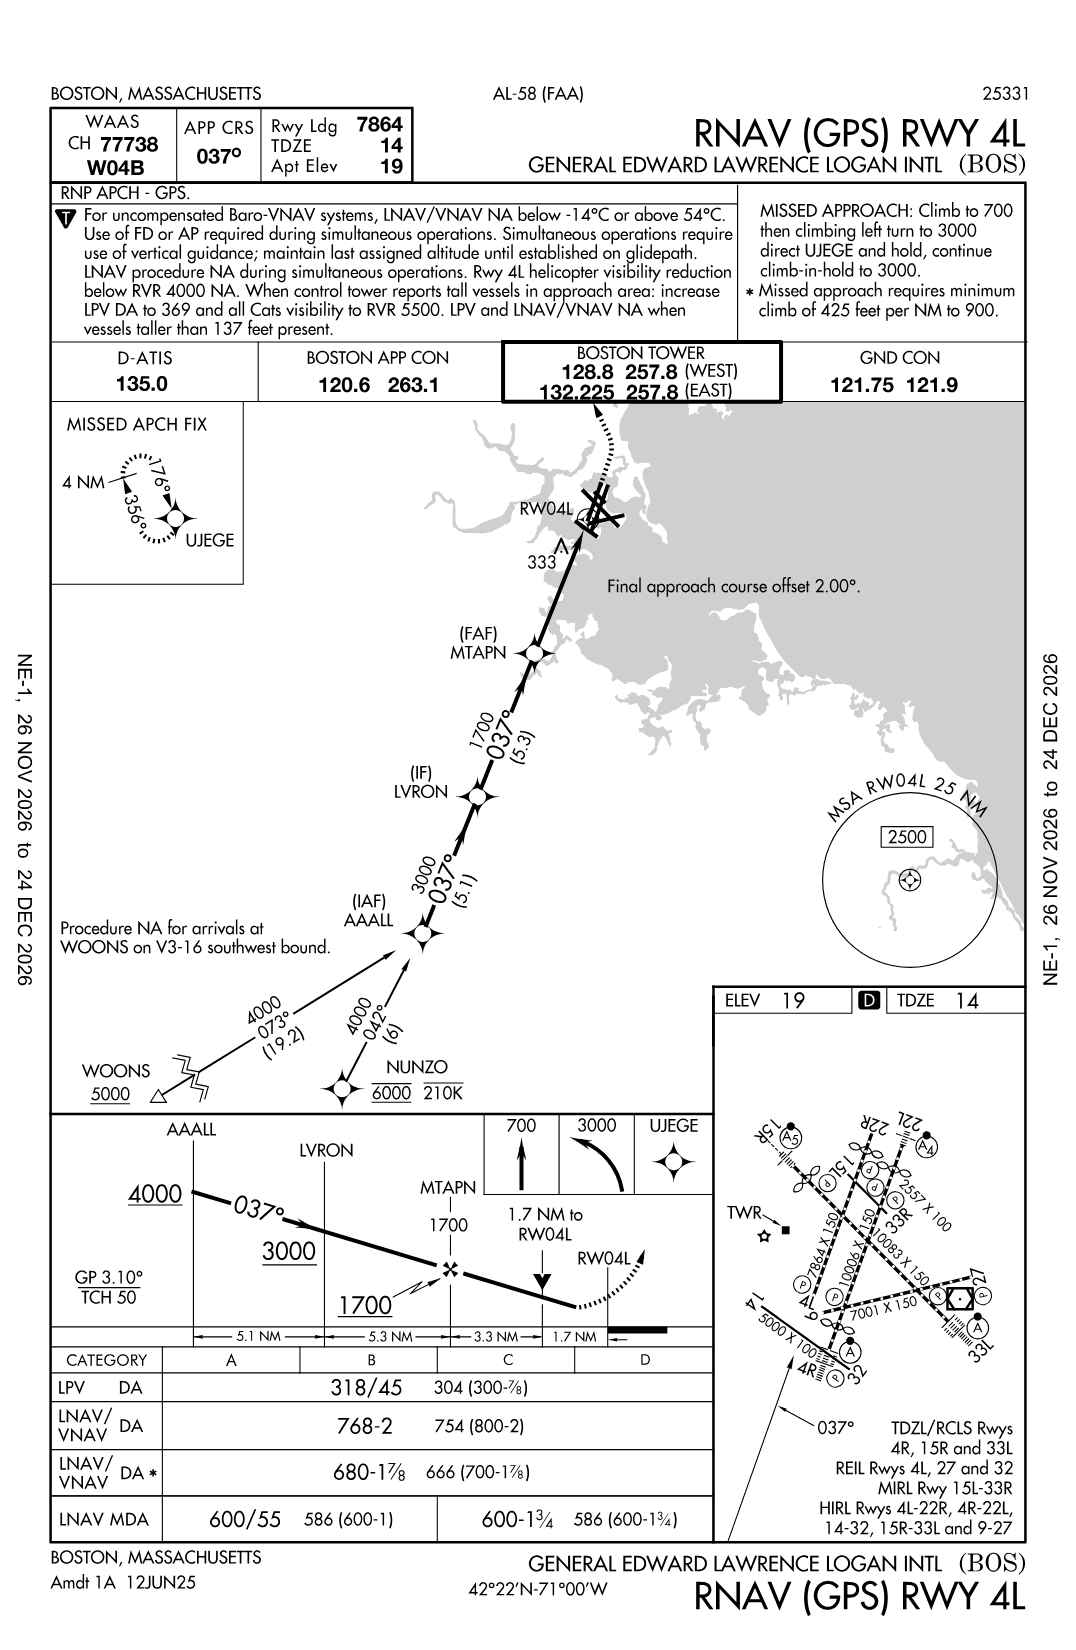 BOSTON, MASSACHUSETTS
AL-58 (FAA)
25331
WAAS
CH 77738
W04B
APP CRS
037°
Rwy Ldg 7864
TDZE 14
Apt Elev 19
RNAV (GPS) RWY 4L
GENERAL EDWARD LAWRENCE LOGAN INTL (BOS)
RNP APCH - GPS.
T
For uncompensated Baro-VNAV systems, LNAV/VNAV NA below -14°C or above 54°C.
Use of FD or AP required during simultaneous operations. Simultaneous operations require
use of vertical guidance; maintain last assigned altitude until established on glidepath.
LNAV procedure NA during simultaneous operations. Rwy 4L helicopter visibility reduction
below RVR 4000 NA. When control tower reports tall vessels in approach area: increase
LPV DA to 369 and all Cats visibility to RVR 5500. LPV and LNAV/VNAV NA when
vessels taller than 137 feet present.
MISSED APPROACH: Climb to 700
then climbing left turn to 3000
direct UJEGE and hold, continue
climb-in-hold to 3000.
* Missed approach requires minimum
climb of 425 feet per NM to 900.
D-ATIS
135.0
BOSTON APP CON
120.6 263.1
BOSTON TOWER
128.8 257.8 (WEST)
132.225 257.8 (EAST)
GND CON
121.75 121.9
MISSED APCH FIX
4 NM
176°
356°
UJEGE
RW04L
333
Final approach course offset 2.00°.
(FAF)
MTAPN
1700
037°
(5.3)
(IF)
LVRON
3000
037°
(5.1)
(IAF)
AAALL
MSA RW04L 25 NM
2500
Procedure NA for arrivals at
WOONS on V3-16 southwest bound.
4000
073°
(19.2)
4000
042°
(6)
WOONS
5000
NUNZO
6000 210K
NE-1, 26 NOV 2026 to 24 DEC 2026
NE-1, 26 NOV 2026 to 24 DEC 2026
ELEV 19
D
TDZE 14
15R
A5
22R
22L
A4
15L
P
P
P
P
2557 X 100
33R
TWR
7864 X 150
10006 X 150
10083 X 150
27
P
P
4L
P
P
9
7001 X 150
P
A
33L
14
5000 X 100
A
4R
P
32
037°
TDZL/RCLS Rwys
4R, 15R and 33L
REIL Rwys 4L, 27 and 32
MIRL Rwy 15L-33R
HIRL Rwys 4L-22R, 4R-22L,
14-32, 15R-33L and 9-27
AAALL
LVRON
MTAPN
1700
700
3000
UJEGE
4000
037°
3000
1700
1.7 NM to
RW04L
RW04L
GP 3.10°
TCH 50
5.1 NM
5.3 NM
3.3 NM
1.7 NM
CATEGORY A B C D
LPV DA 318/45 304 (300-⅞)
LNAV/VNAV DA 768-2 754 (800-2)
LNAV/VNAV DA * 680-1⅞ 666 (700-1⅞)
LNAV MDA 600/55 586 (600-1) 600-1¾ 586 (600-1¾)
BOSTON, MASSACHUSETTS
Amdt 1A 12JUN25
42°22'N-71°00'W
GENERAL EDWARD LAWRENCE LOGAN INTL (BOS)
RNAV (GPS) RWY 4L